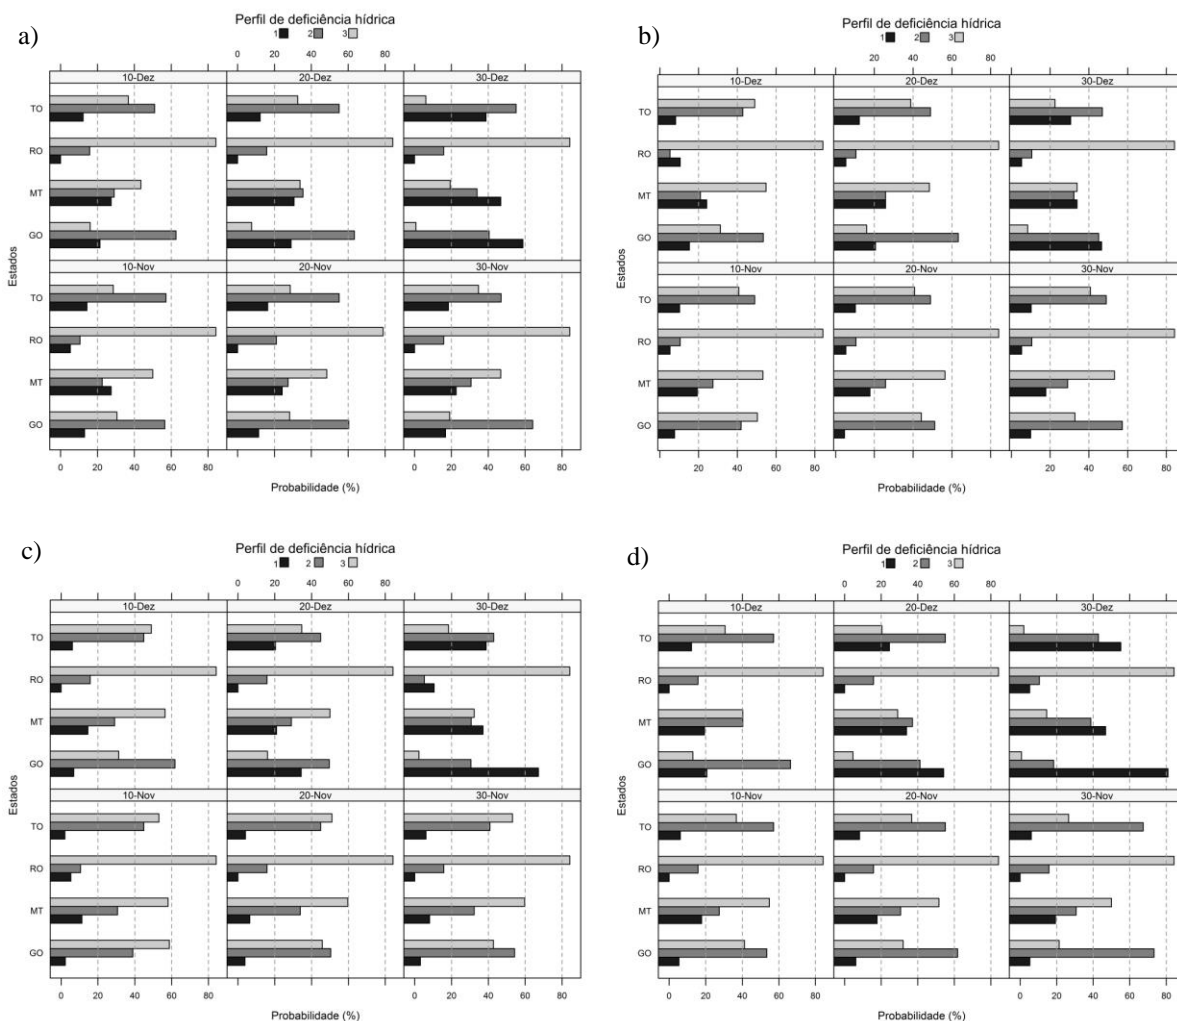 a)
Perfil de deficiência hídrica
1 2 3
0 20 40 60 80
10-Dez 20-Dez 30-Dez
TO
RO
MT
GO
10-Nov 20-Nov 30-Nov
TO
RO
MT
GO
Estados
0 20 40 60 80 0 20 40 60 80
Probabilidade (%)
b)
Perfil de deficiência hídrica
1 2 3
20 40 60 80
10-Dez 20-Dez 30-Dez
TO
RO
MT
GO
10-Nov 20-Nov 30-Nov
TO
RO
MT
GO
Estados
20 40 60 80 20 40 60 80
Probabilidade (%)
c)
Perfil de deficiência hídrica
1 2 3
0 20 40 60 80
10-Dez 20-Dez 30-Dez
TO
RO
MT
GO
10-Nov 20-Nov 30-Nov
TO
RO
MT
GO
Estados
0 20 40 60 80 0 20 40 60 80
Probabilidade (%)
d)
Perfil de deficiência hídrica
1 2 3
0 20 40 60 80
10-Dez 20-Dez 30-Dez
TO
RO
MT
GO
10-Nov 20-Nov 30-Nov
TO
RO
MT
GO
Estados
0 20 40 60 80 0 20 40 60 80
Probabilidade (%)